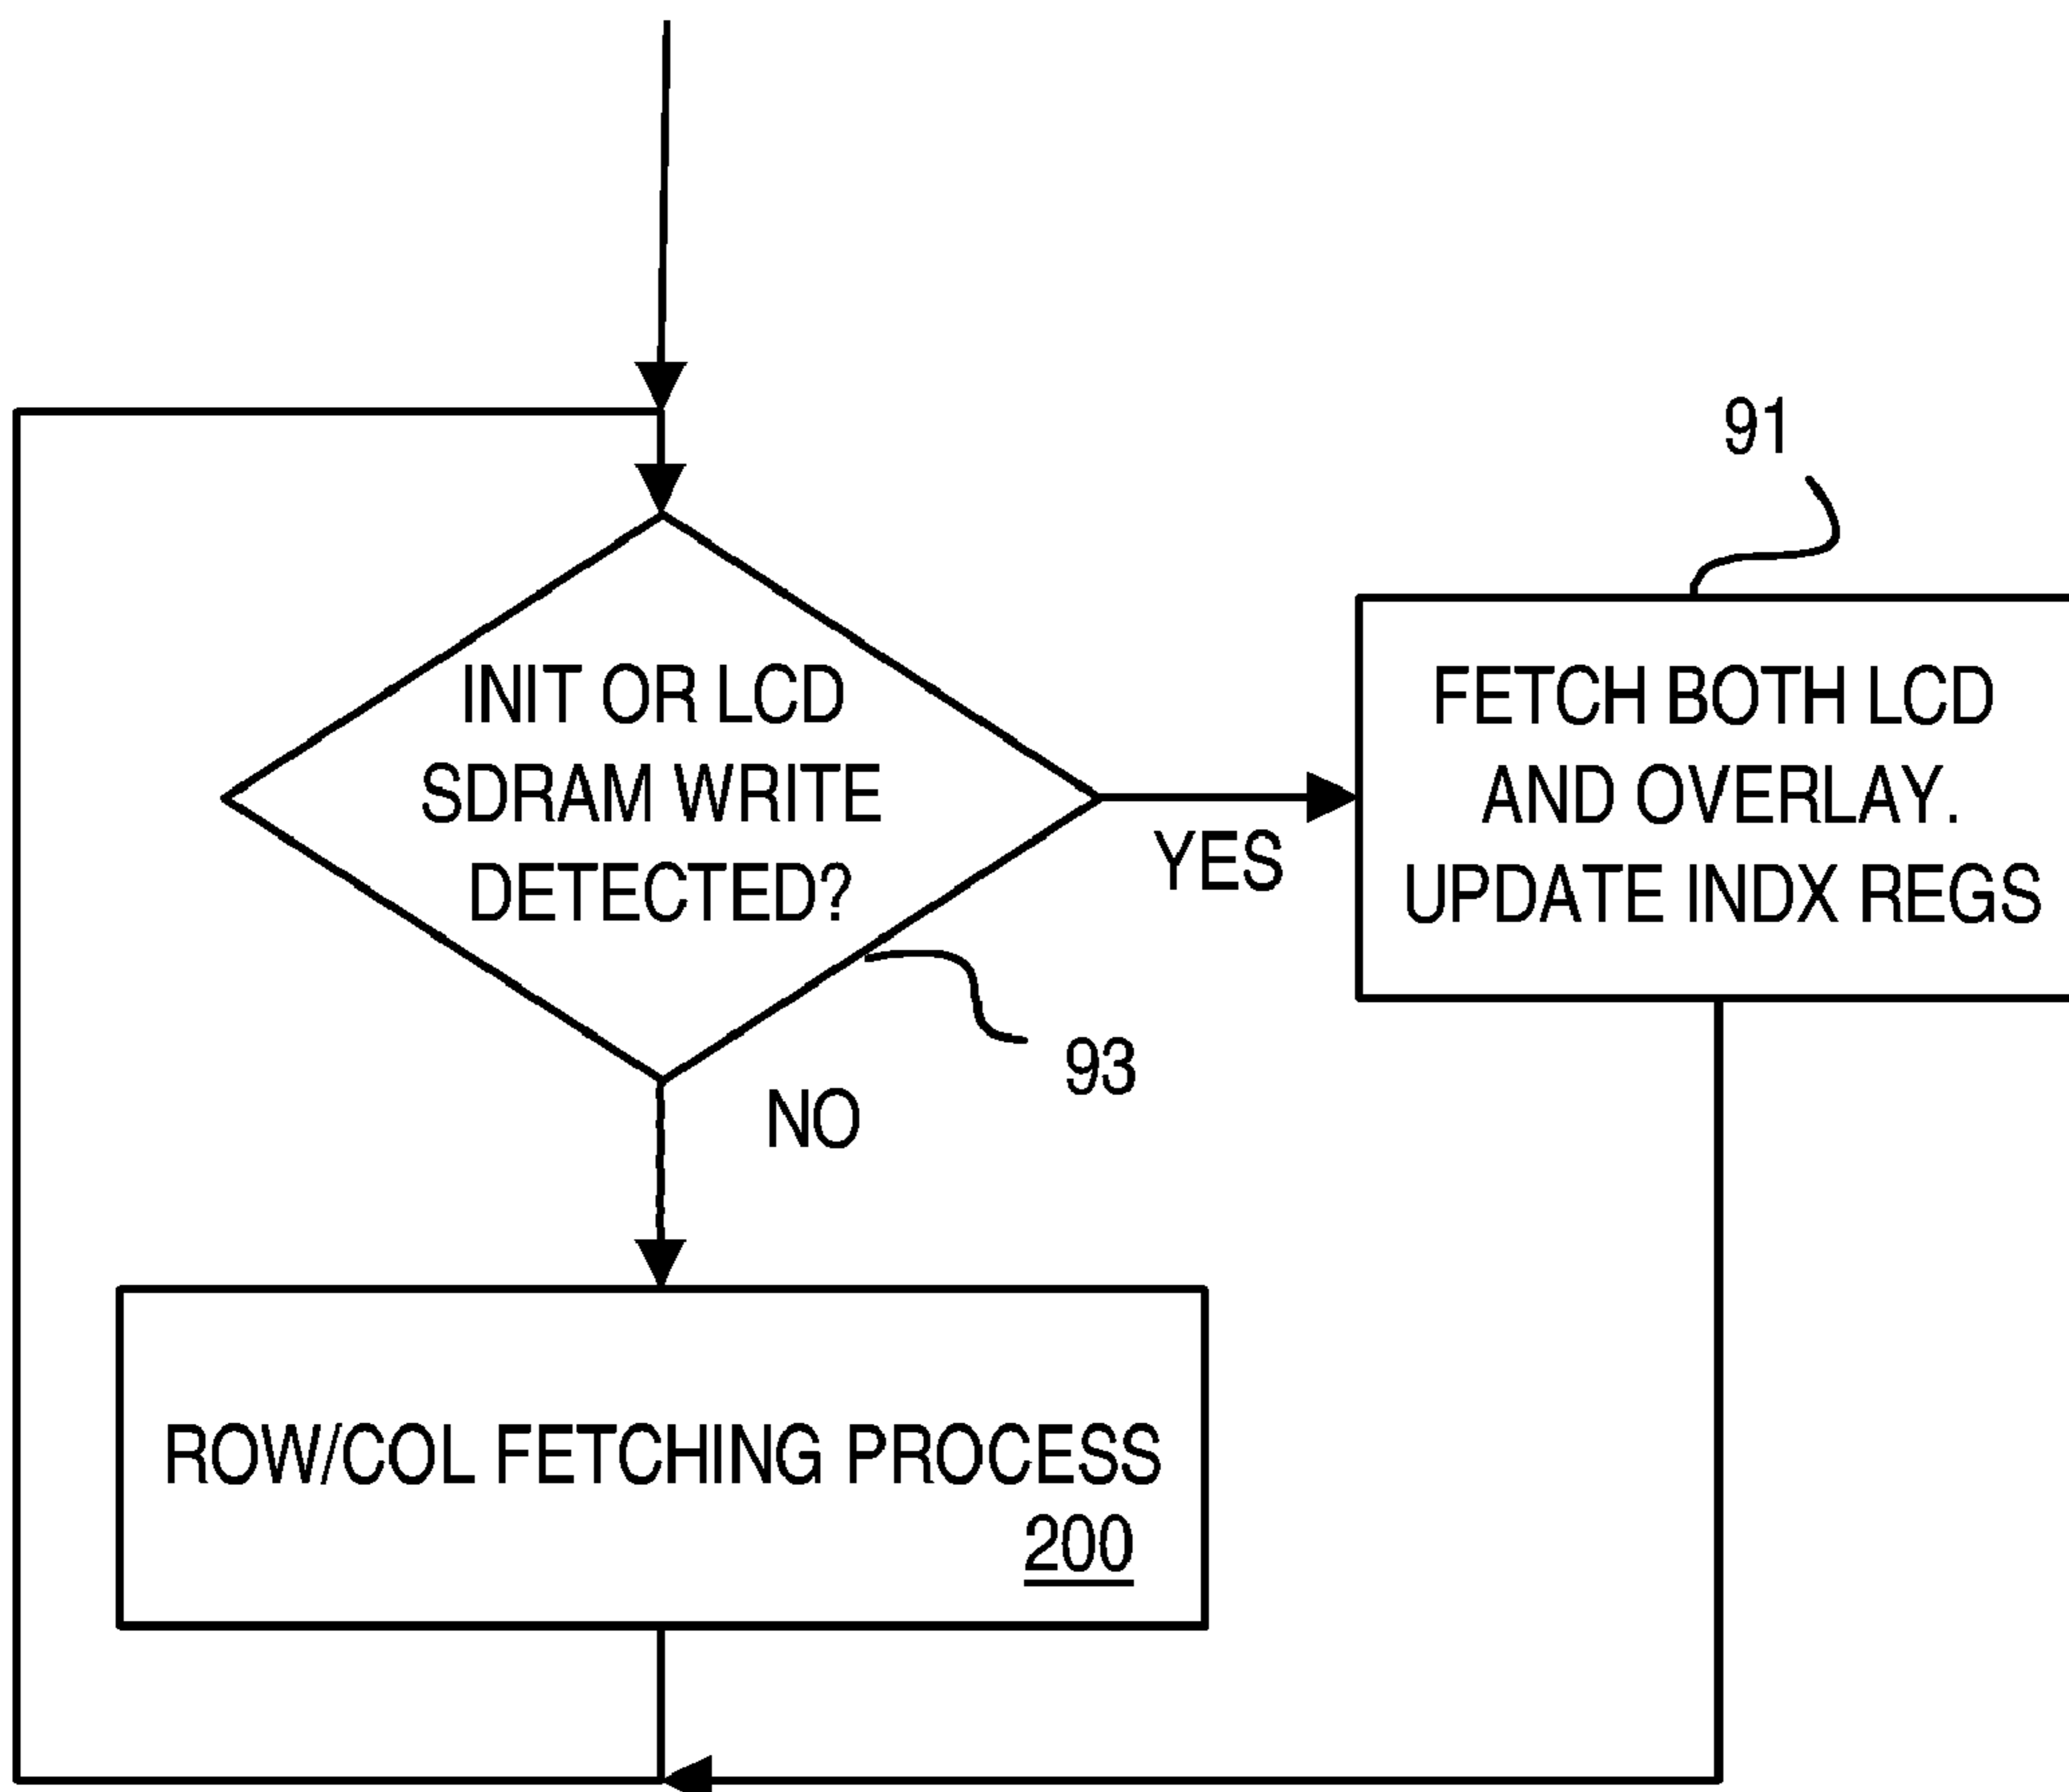 91
INIT OR LCD
SDRAM WRITE
DETECTED?
YES
FETCH BOTH LCD
AND OVERLAY.
UPDATE INDX REGS
93
NO
ROW/COL FETCHING PROCESS
200